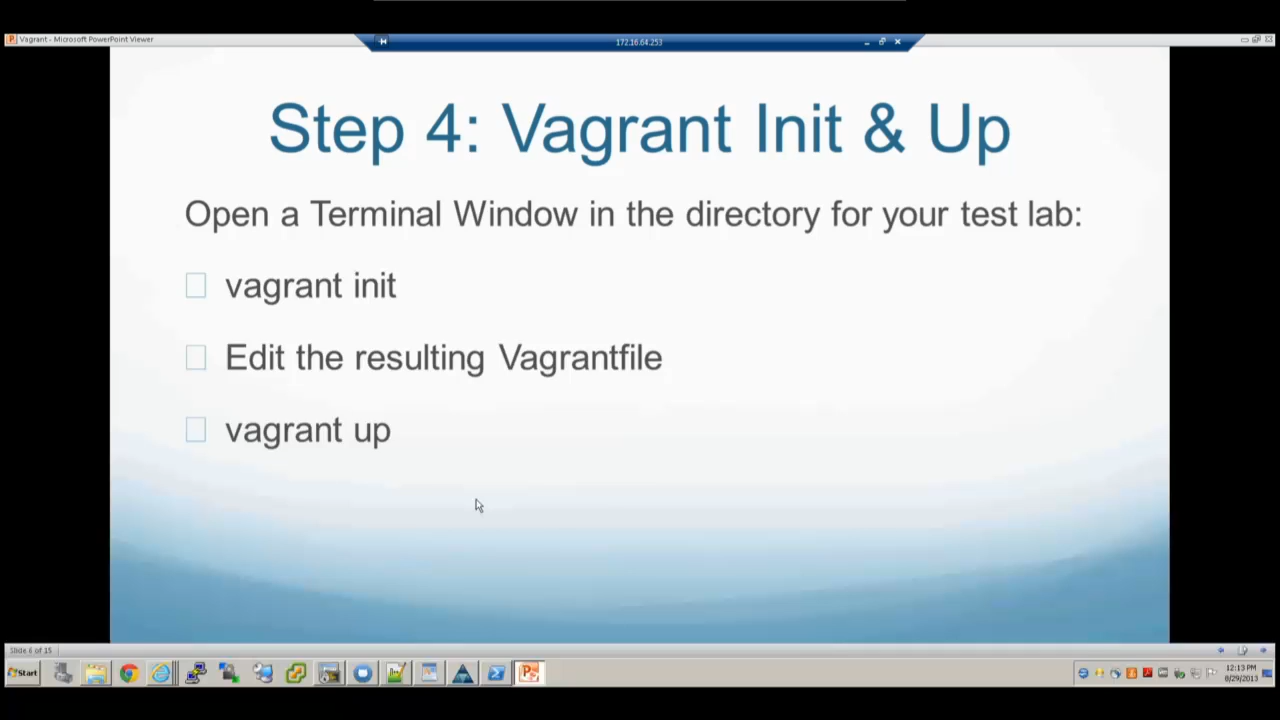 Vagrant - Microsoft PowerPoint Viewer
172.16.64.253
Step 4: Vagrant Init & Up
Open a Terminal Window in the directory for your test lab:
vagrant init
Edit the resulting Vagrantfile
vagrant up
Slide 6 of 15
Start
12:13 PM
8/29/2013